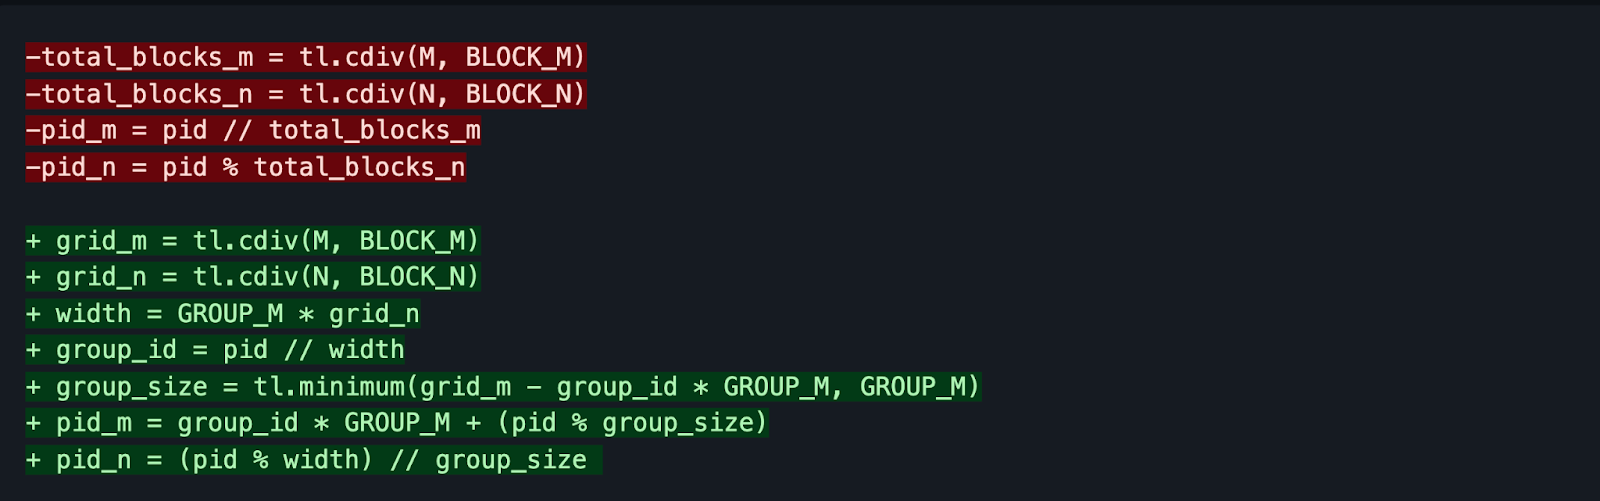 -total_blocks_m = tl.cdiv(M, BLOCK_M)
-total_blocks_n = tl.cdiv(N, BLOCK_N)
-pid_m = pid // total_blocks_m
-pid_n = pid % total_blocks_n
+ grid_m = tl.cdiv(M, BLOCK_M)
+ grid_n = tl.cdiv(N, BLOCK_N)
+ width = GROUP_M * grid_n
+ group_id = pid // width
+ group_size = tl.minimum(grid_m - group_id * GROUP_M, GROUP_M)
+ pid_m = group_id * GROUP_M + (pid % group_size)
+ pid_n = (pid % width) // group_size